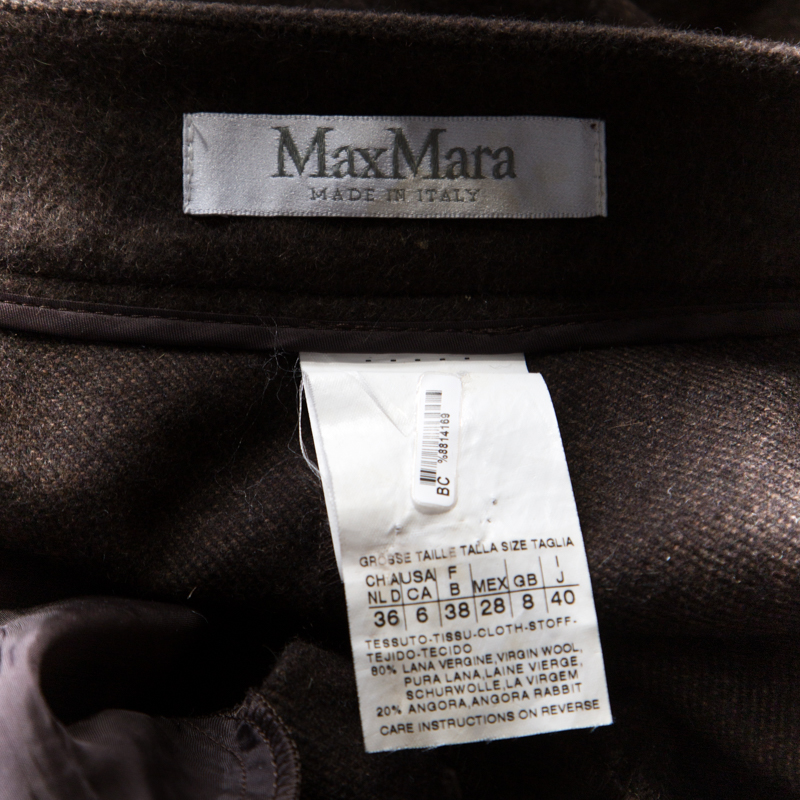 MaxMara
MADE IN ITALY
BC %8814169
GROSSE TAILLE TALLA SIZE TAGLIA
CH A USA F MEX GB I
NL D CA B J
36 6 38 28 8 40
TESSUTO-TISSU-CLOTH-STOFF-
TEJIDO-TECIDO
80% LANA VERGINE,VIRGIN WOOL,
PURA LANA,LAINE VIERGE,
SCHURWOLLE,LA VIRGEM
20% ANGORA,ANGORA RABBIT
CARE INSTRUCTIONS ON REVERSE